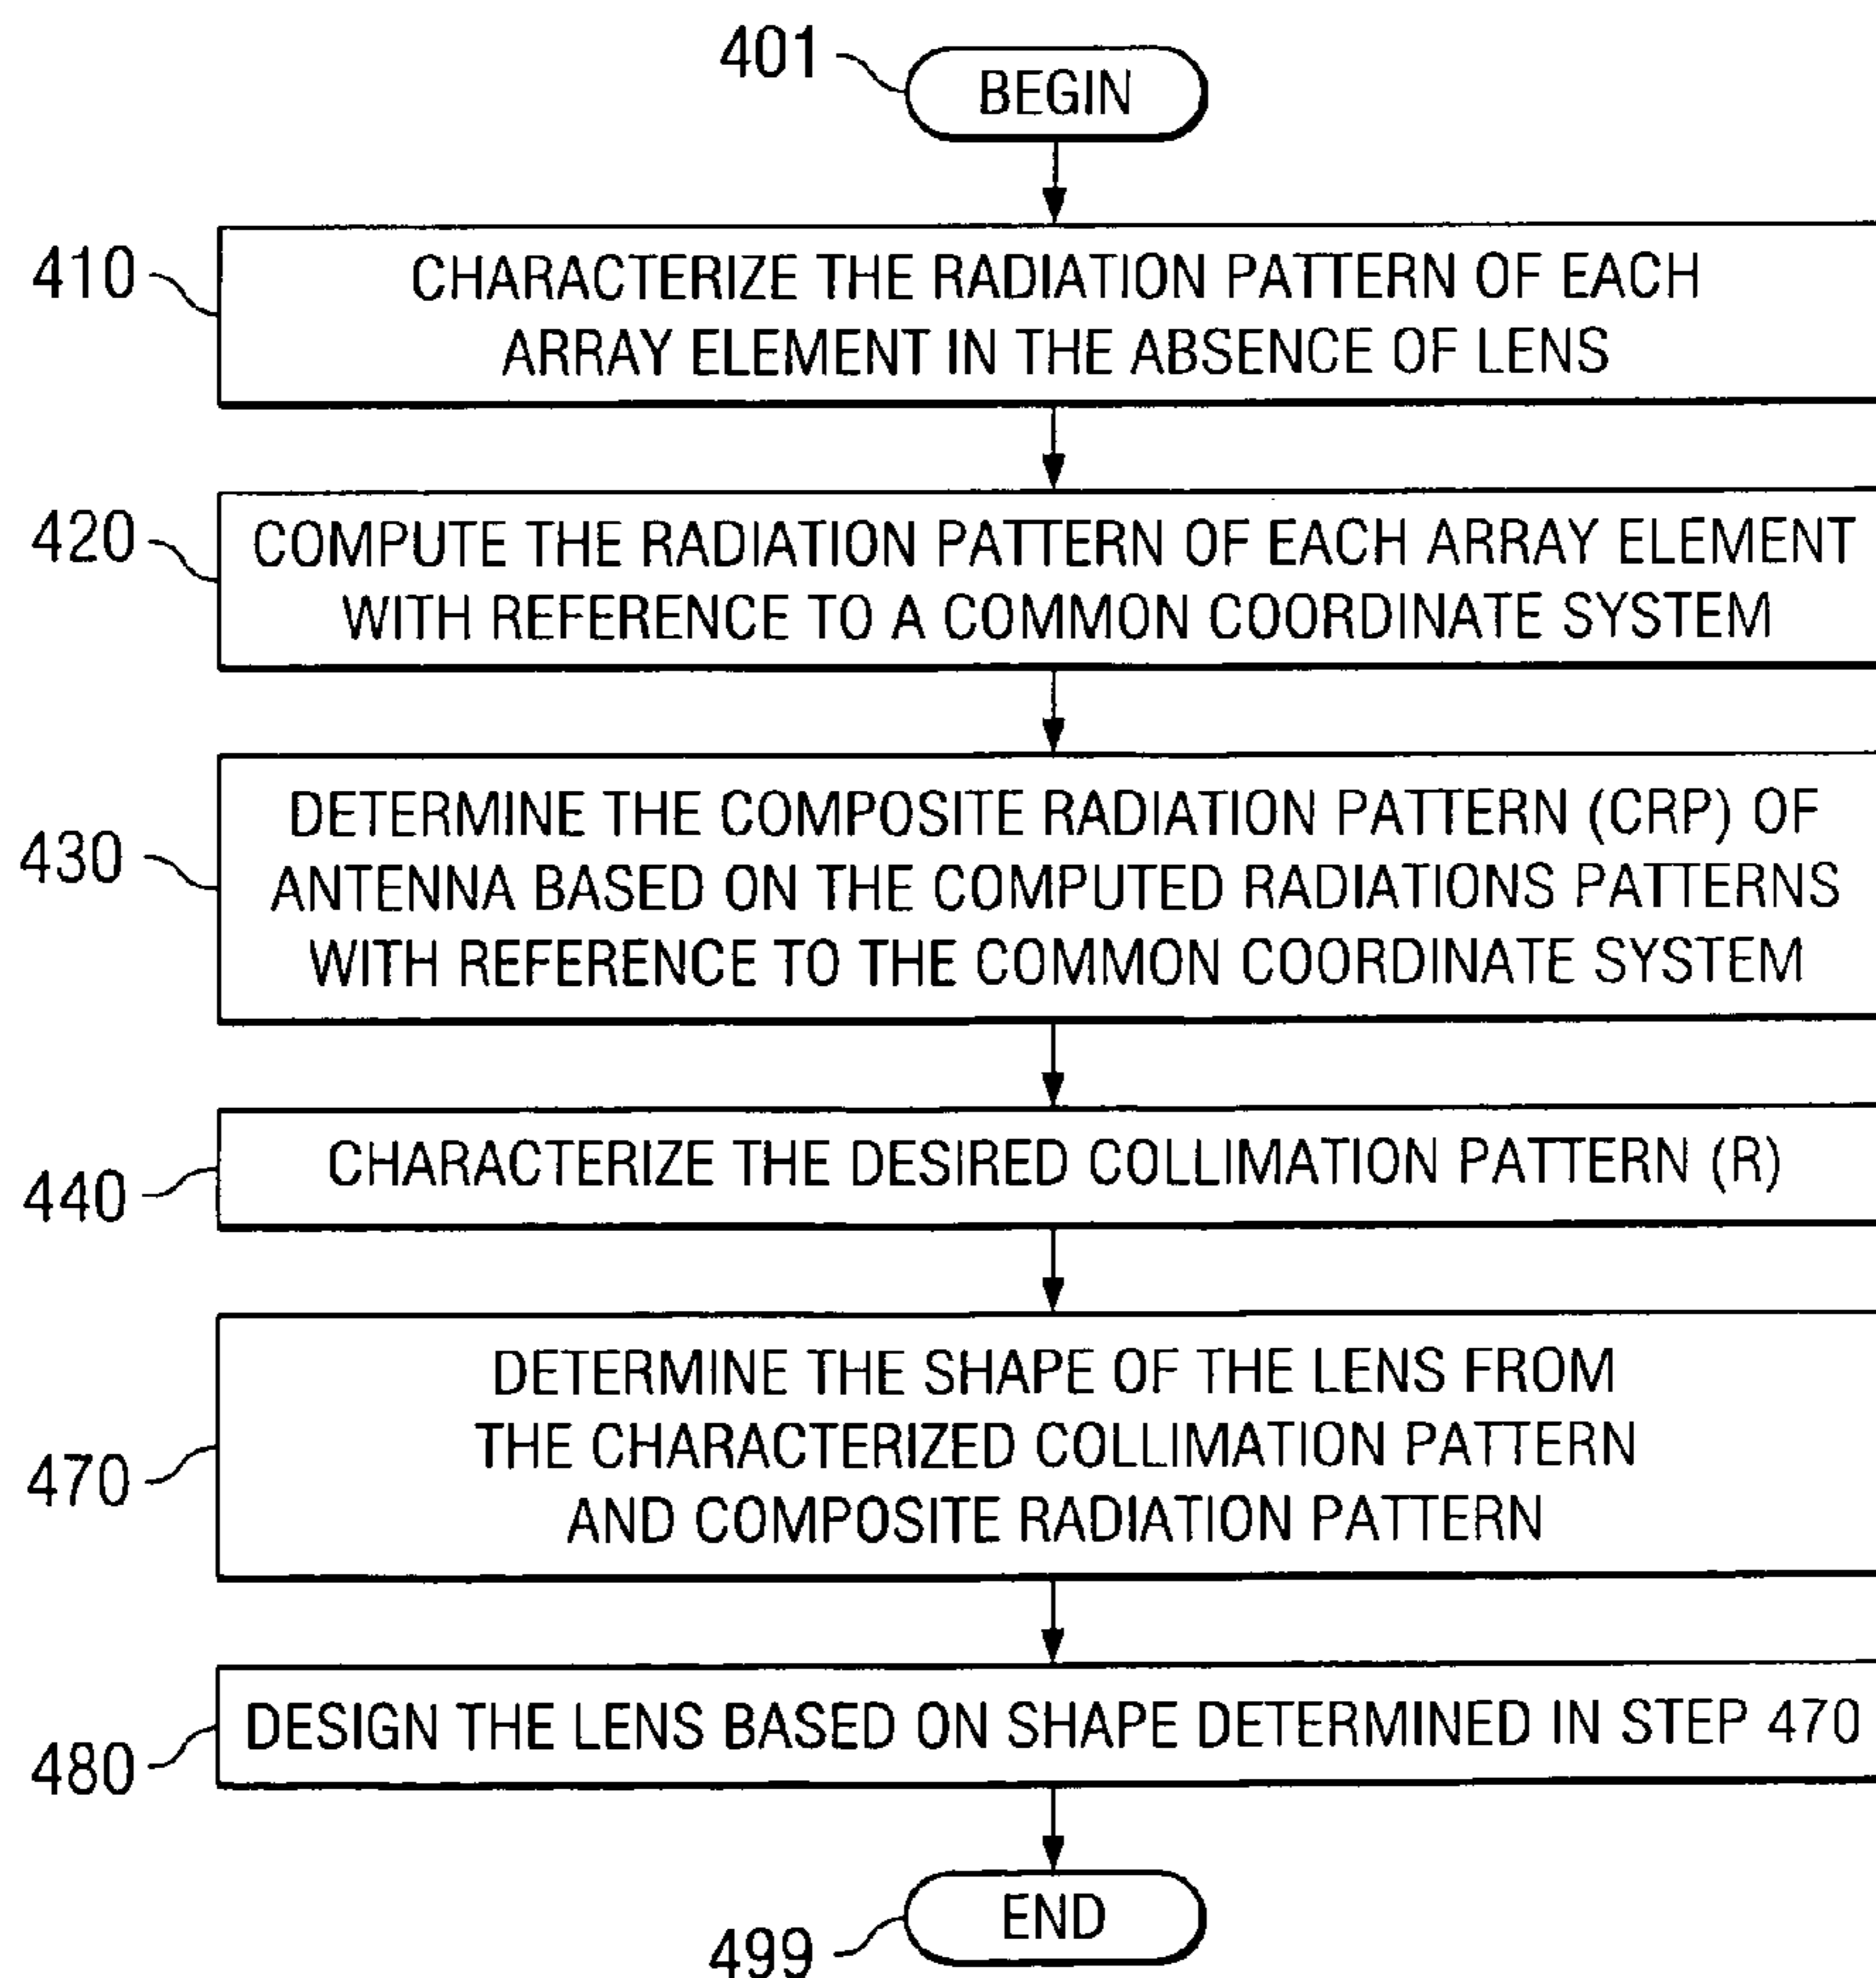 401
BEGIN
410
CHARACTERIZE THE RADIATION PATTERN OF EACH
ARRAY ELEMENT IN THE ABSENCE OF LENS
420
COMPUTE THE RADIATION PATTERN OF EACH ARRAY ELEMENT
WITH REFERENCE TO A COMMON COORDINATE SYSTEM
430
DETERMINE THE COMPOSITE RADIATION PATTERN (CRP) OF
ANTENNA BASED ON THE COMPUTED RADIATIONS PATTERNS
WITH REFERENCE TO THE COMMON COORDINATE SYSTEM
440
CHARACTERIZE THE DESIRED COLLIMATION PATTERN (R)
470
DETERMINE THE SHAPE OF THE LENS FROM
THE CHARACTERIZED COLLIMATION PATTERN
AND COMPOSITE RADIATION PATTERN
480
DESIGN THE LENS BASED ON SHAPE DETERMINED IN STEP 470
499
END